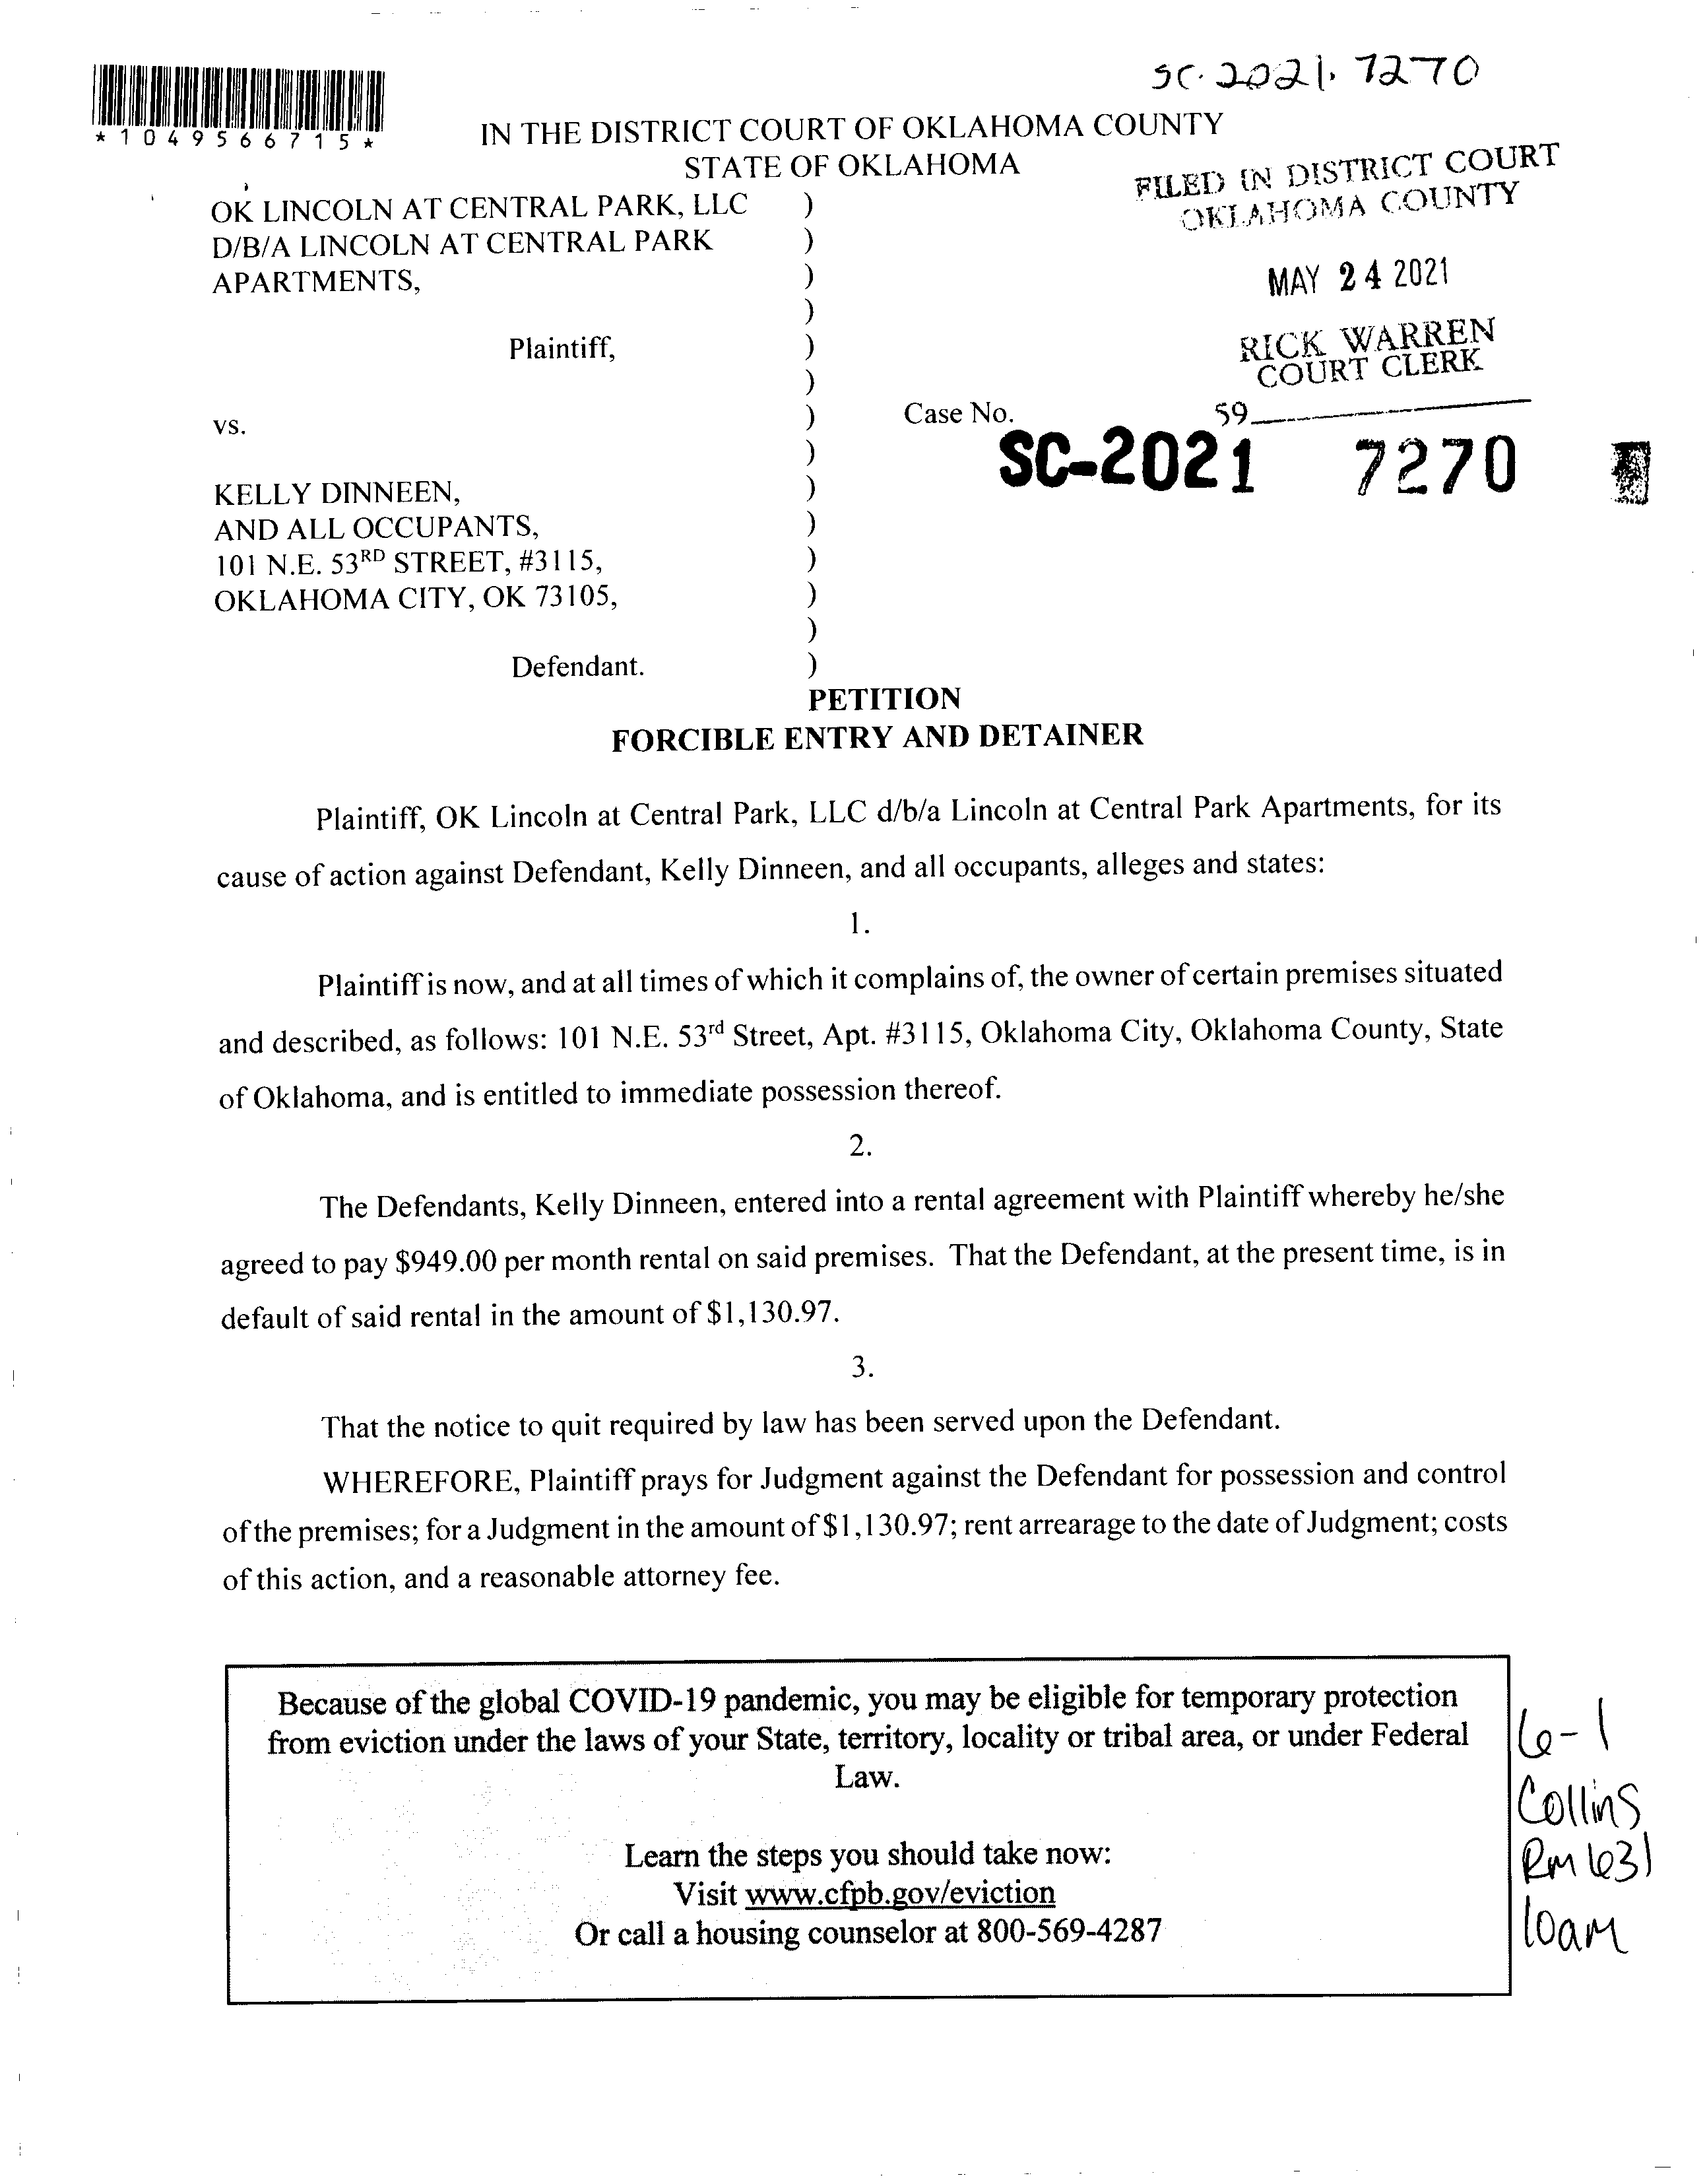 SC-2021-7270
*1049566715*
IN THE DISTRICT COURT OF OKLAHOMA COUNTY
STATE OF OKLAHOMA
FILED IN DISTRICT COURT
OKLAHOMA COUNTY
MAY 24 2021
RICK WARREN
COURT CLERK
59
OK LINCOLN AT CENTRAL PARK, LLC )
D/B/A LINCOLN AT CENTRAL PARK )
APARTMENTS, )
)
Plaintiff, )
)
vs. ) Case No.
SC-2021 7270
)
KELLY DINNEEN, )
AND ALL OCCUPANTS, )
101 N.E. 53RD STREET, #3115, )
OKLAHOMA CITY, OK 73105, )
)
Defendant. )
PETITION
FORCIBLE ENTRY AND DETAINER
Plaintiff, OK Lincoln at Central Park, LLC d/b/a Lincoln at Central Park Apartments, for its
cause of action against Defendant, Kelly Dinneen, and all occupants, alleges and states:
1.
Plaintiff is now, and at all times of which it complains of, the owner of certain premises situated
and described, as follows: 101 N.E. 53rd Street, Apt. #3115, Oklahoma City, Oklahoma County, State
of Oklahoma, and is entitled to immediate possession thereof.
2.
The Defendants, Kelly Dinneen, entered into a rental agreement with Plaintiff whereby he/she
agreed to pay $949.00 per month rental on said premises. That the Defendant, at the present time, is in
default of said rental in the amount of $1,130.97.
3.
That the notice to quit required by law has been served upon the Defendant.
WHEREFORE, Plaintiff prays for Judgment against the Defendant for possession and control
of the premises; for a Judgment in the amount of $1,130.97; rent arrearage to the date of Judgment; costs
of this action, and a reasonable attorney fee.
Because of the global COVID-19 pandemic, you may be eligible for temporary protection
from eviction under the laws of your State, territory, locality or tribal area, or under Federal
Law.
Learn the steps you should take now:
Visit www.cfpb.gov/eviction
Or call a housing counselor at 800-569-4287
6-1
Collins
Rm 631
10am